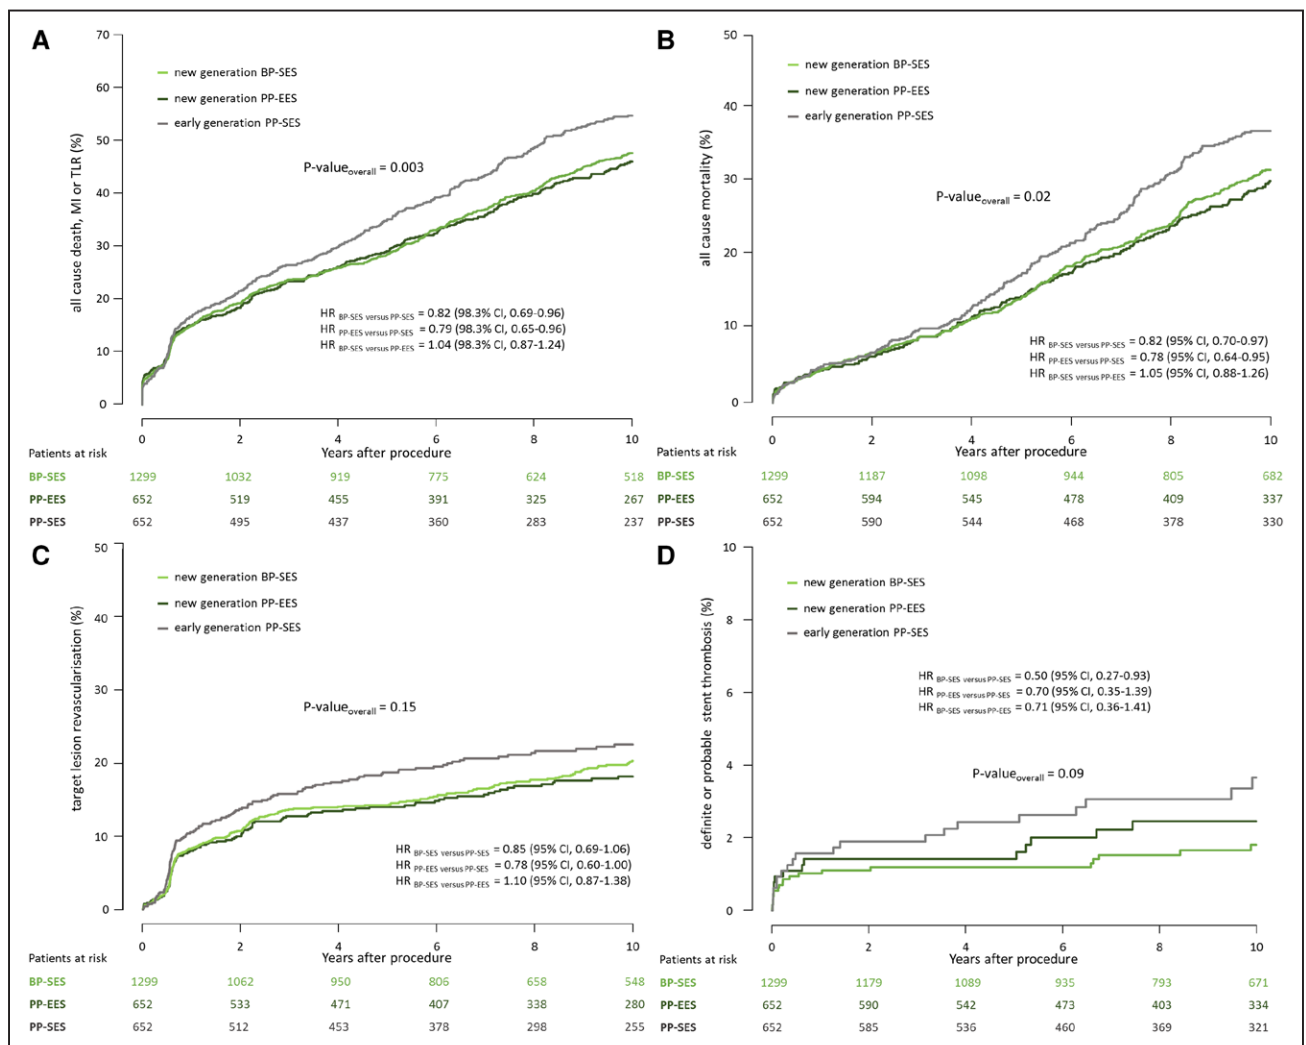 A
70
60
50
40
30
20
10
0
all cause death, MI or TLR (%)
new generation BP-SES
new generation PP-EES
early generation PP-SES
P-value overall = 0.003
HR BP-SES versus PP-SES = 0.82 (98.3% CI, 0.69-0.96)
HR PP-EES versus PP-SES = 0.79 (98.3% CI, 0.65-0.96)
HR BP-SES versus PP-EES = 1.04 (98.3% CI, 0.87-1.24)
0 2 4 6 8 10
Years after procedure
Patients at risk
BP-SES 1299 1032 919 775 624 518
PP-EES 652 519 455 391 325 267
PP-SES 652 495 437 360 283 237
B
50
40
30
20
10
0
all cause mortality (%)
new generation BP-SES
new generation PP-EES
early generation PP-SES
P-value overall = 0.02
HR BP-SES versus PP-SES = 0.82 (95% CI, 0.70-0.97)
HR PP-EES versus PP-SES = 0.78 (95% CI, 0.64-0.95)
HR BP-SES versus PP-EES = 1.05 (95% CI, 0.88-1.26)
0 2 4 6 8 10
Years after procedure
Patients at risk
BP-SES 1299 1187 1098 944 805 682
PP-EES 652 594 545 478 409 337
PP-SES 652 590 544 468 378 330
C
50
40
30
20
10
0
target lesion revascularisation (%)
new generation BP-SES
new generation PP-EES
early generation PP-SES
P-value overall = 0.15
HR BP-SES versus PP-SES = 0.85 (95% CI, 0.69-1.06)
HR PP-EES versus PP-SES = 0.78 (95% CI, 0.60-1.00)
HR BP-SES versus PP-EES = 1.10 (95% CI, 0.87-1.38)
0 2 4 6 8 10
Years after procedure
Patients at risk
BP-SES 1299 1062 950 806 658 548
PP-EES 652 533 471 407 338 280
PP-SES 652 512 453 378 298 255
D
10
8
6
4
2
0
definite or probable stent thrombosis (%)
new generation BP-SES
new generation PP-EES
early generation PP-SES
HR BP-SES versus PP-SES = 0.50 (95% CI, 0.27-0.93)
HR PP-EES versus PP-SES = 0.70 (95% CI, 0.35-1.39)
HR BP-SES versus PP-EES = 0.71 (95% CI, 0.36-1.41)
P-value overall = 0.09
0 2 4 6 8 10
Years after procedure
Patients at risk
BP-SES 1299 1179 1089 935 793 671
PP-EES 652 590 542 473 403 334
PP-SES 652 585 536 460 369 321